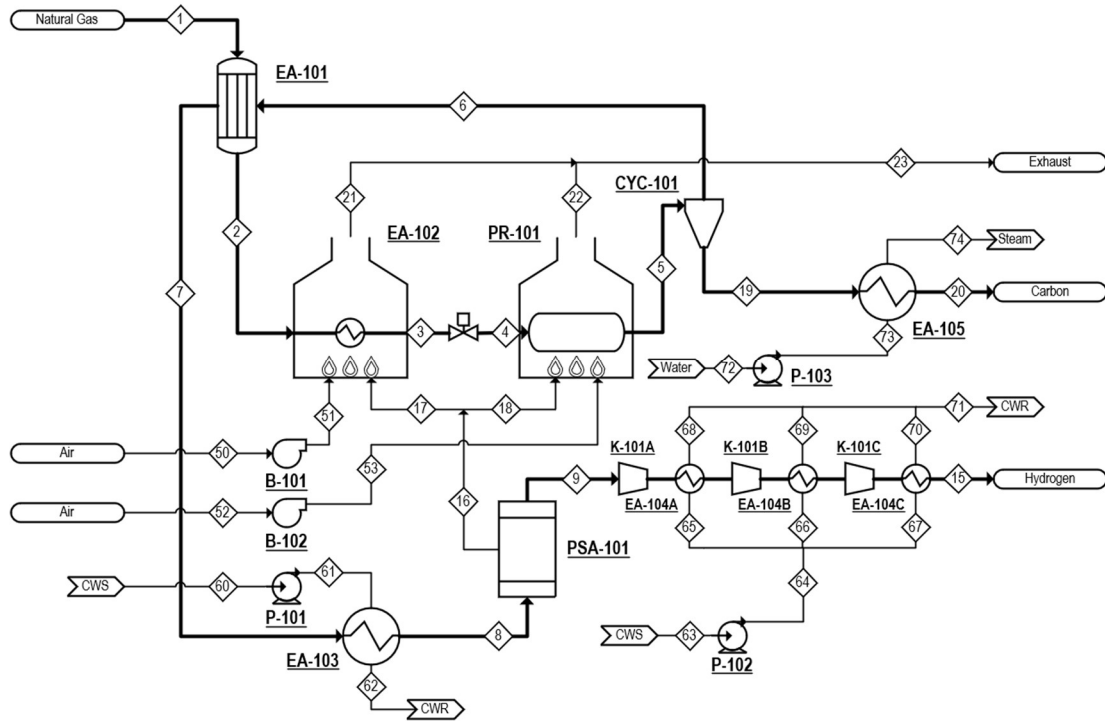 Natural Gas
1
EA-101
6
23
Exhaust
CYC-101
21
22
2
EA-102
PR-101
74
Steam
5
7
19
20
Carbon
3
4
EA-105
73
Water
72
P-103
17
18
51
68
69
70
71
CWR
K-101A
K-101B
K-101C
Air
50
53
9
15
Hydrogen
B-101
16
EA-104A
EA-104B
EA-104C
Air
52
65
66
67
B-102
PSA-101
61
64
CWS
60
P-101
8
CWS
63
EA-103
P-102
62
CWR